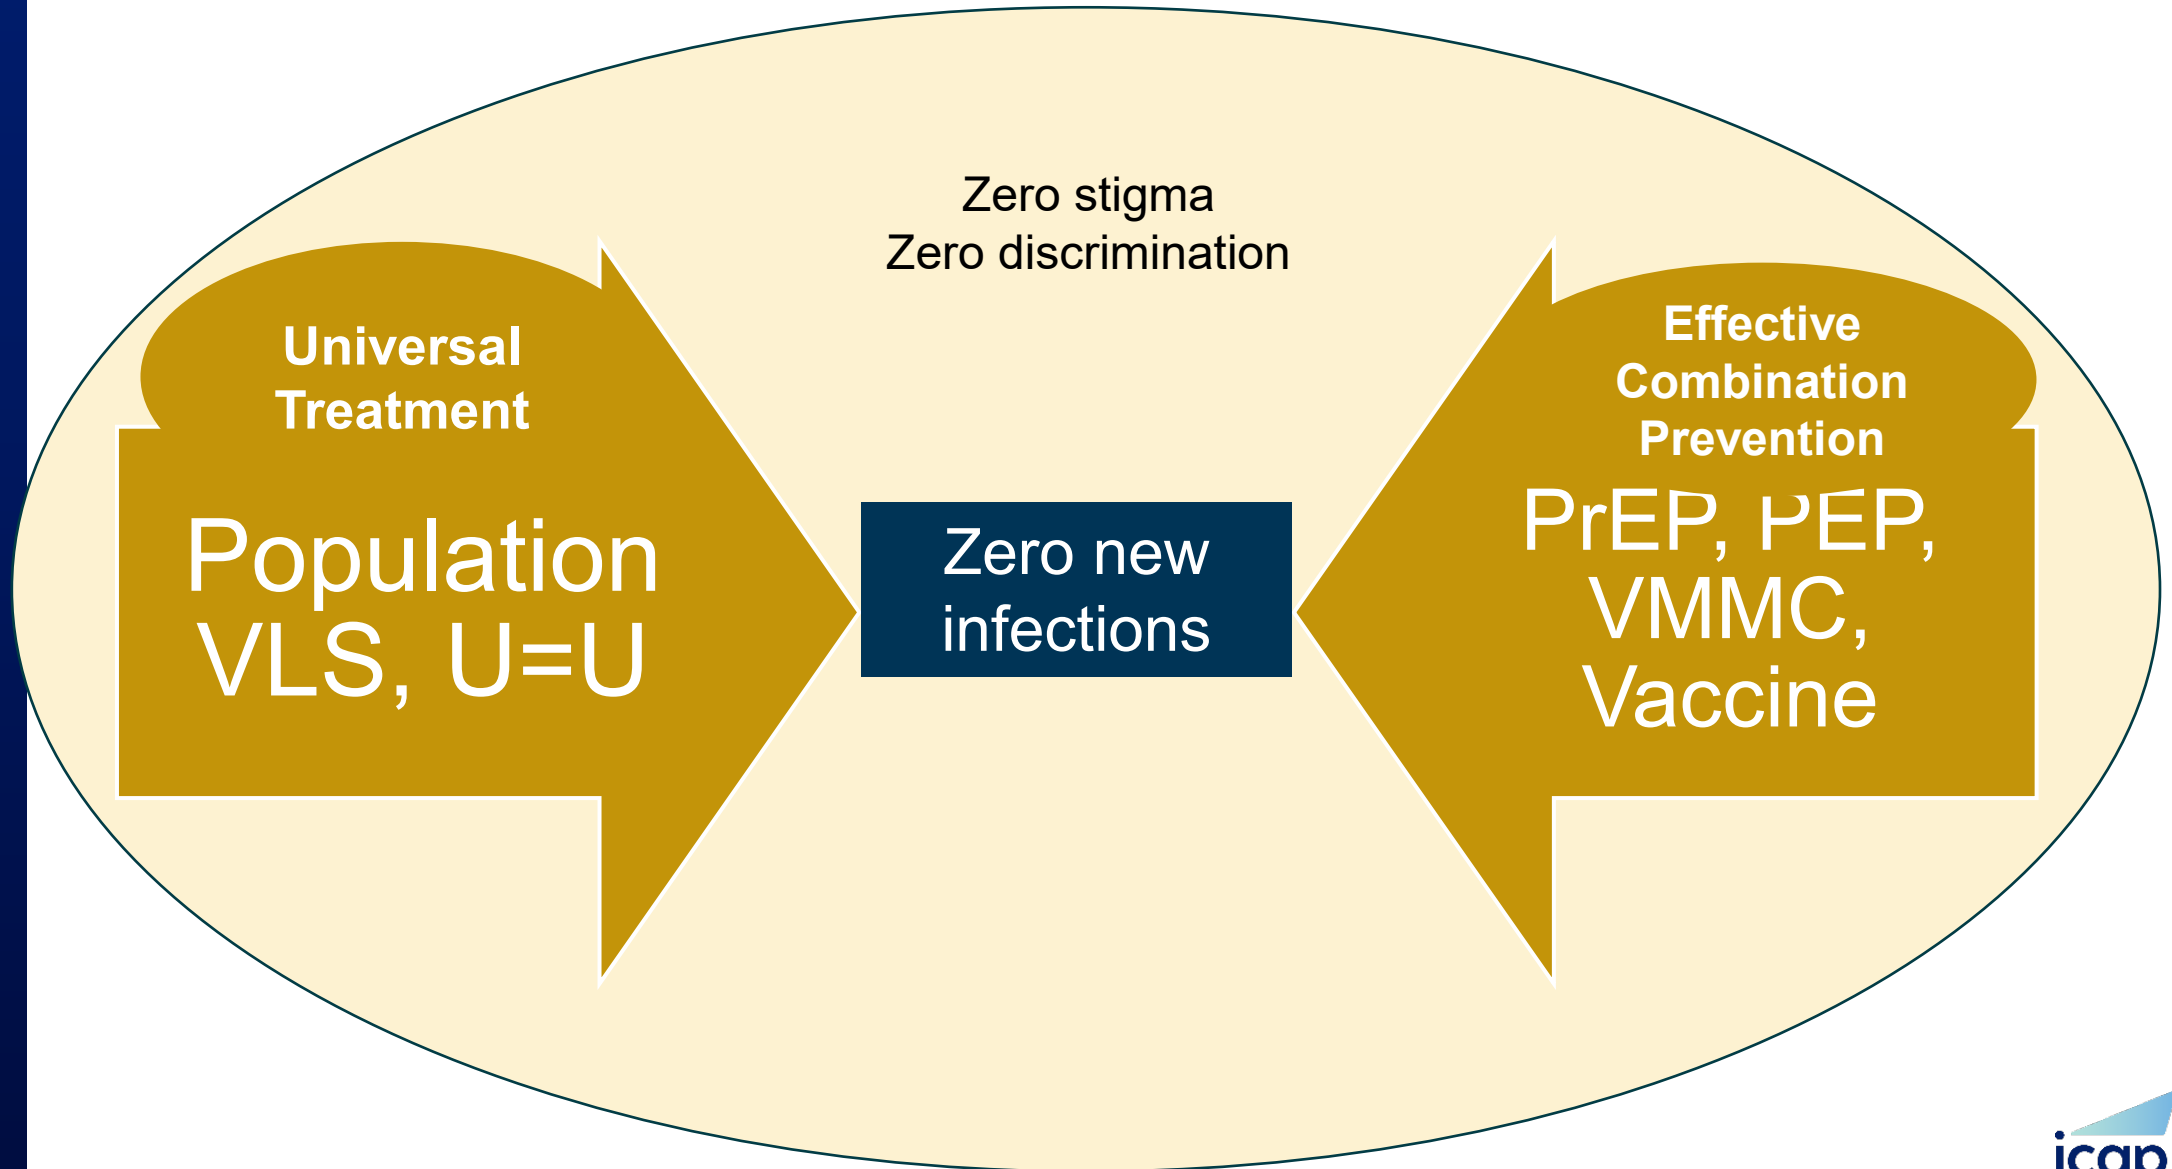 Zero stigma
Zero discrimination
Universal
Treatment
Population
VLS, U=U
Zero new
infections
Effective
Combination
Prevention
PrEP, PEP,
VMMC,
Vaccine
icap